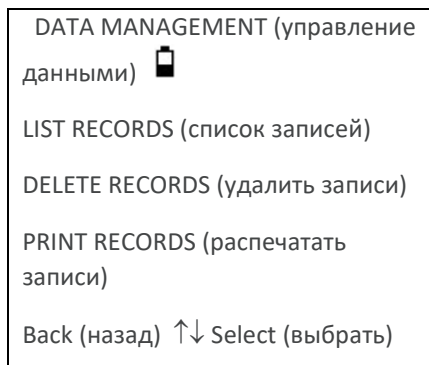 DATA MANAGEMENT (управление
данными)
LIST RECORDS (список записей)
DELETE RECORDS (удалить записи)
PRINT RECORDS (распечатать
записи)
Back (назад) ↑↓ Select (выбрать)